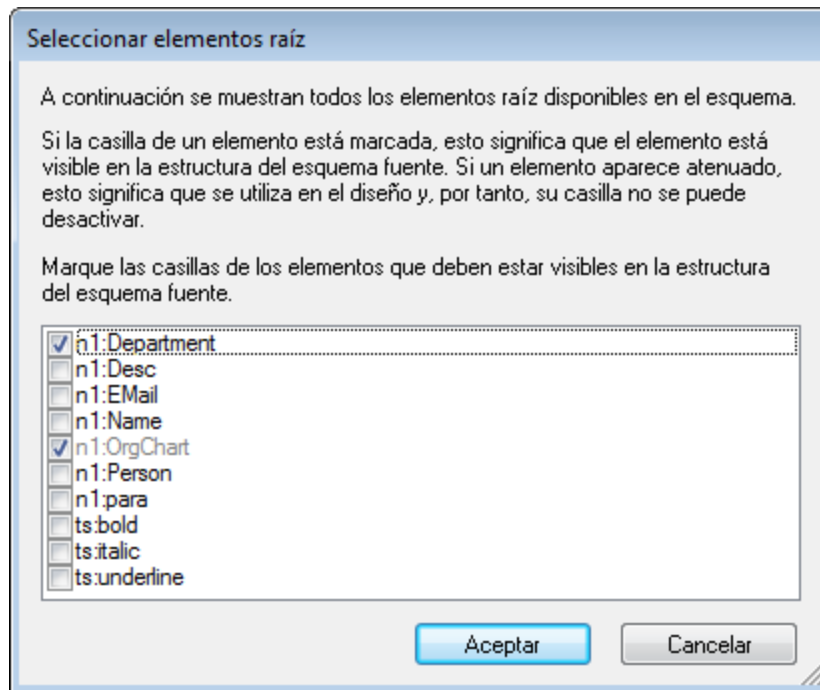 Seleccionar elementos raíz
A continuación se muestran todos los elementos raíz disponibles en el esquema.
Si la casilla de un elemento está marcada, esto significa que el elemento está
visible en la estructura del esquema fuente. Si un elemento aparece atenuado,
esto significa que se utiliza en el diseño y, por tanto, su casilla no se puede
desactivar.
Marque las casillas de los elementos que deben estar visibles en la estructura
del esquema fuente.
n1:Department
n1:Desc
n1:EMail
n1:Name
n1:OrgChart
n1:Person
n1:para
ts:bold
ts:italic
ts:underline
Aceptar
Cancelar